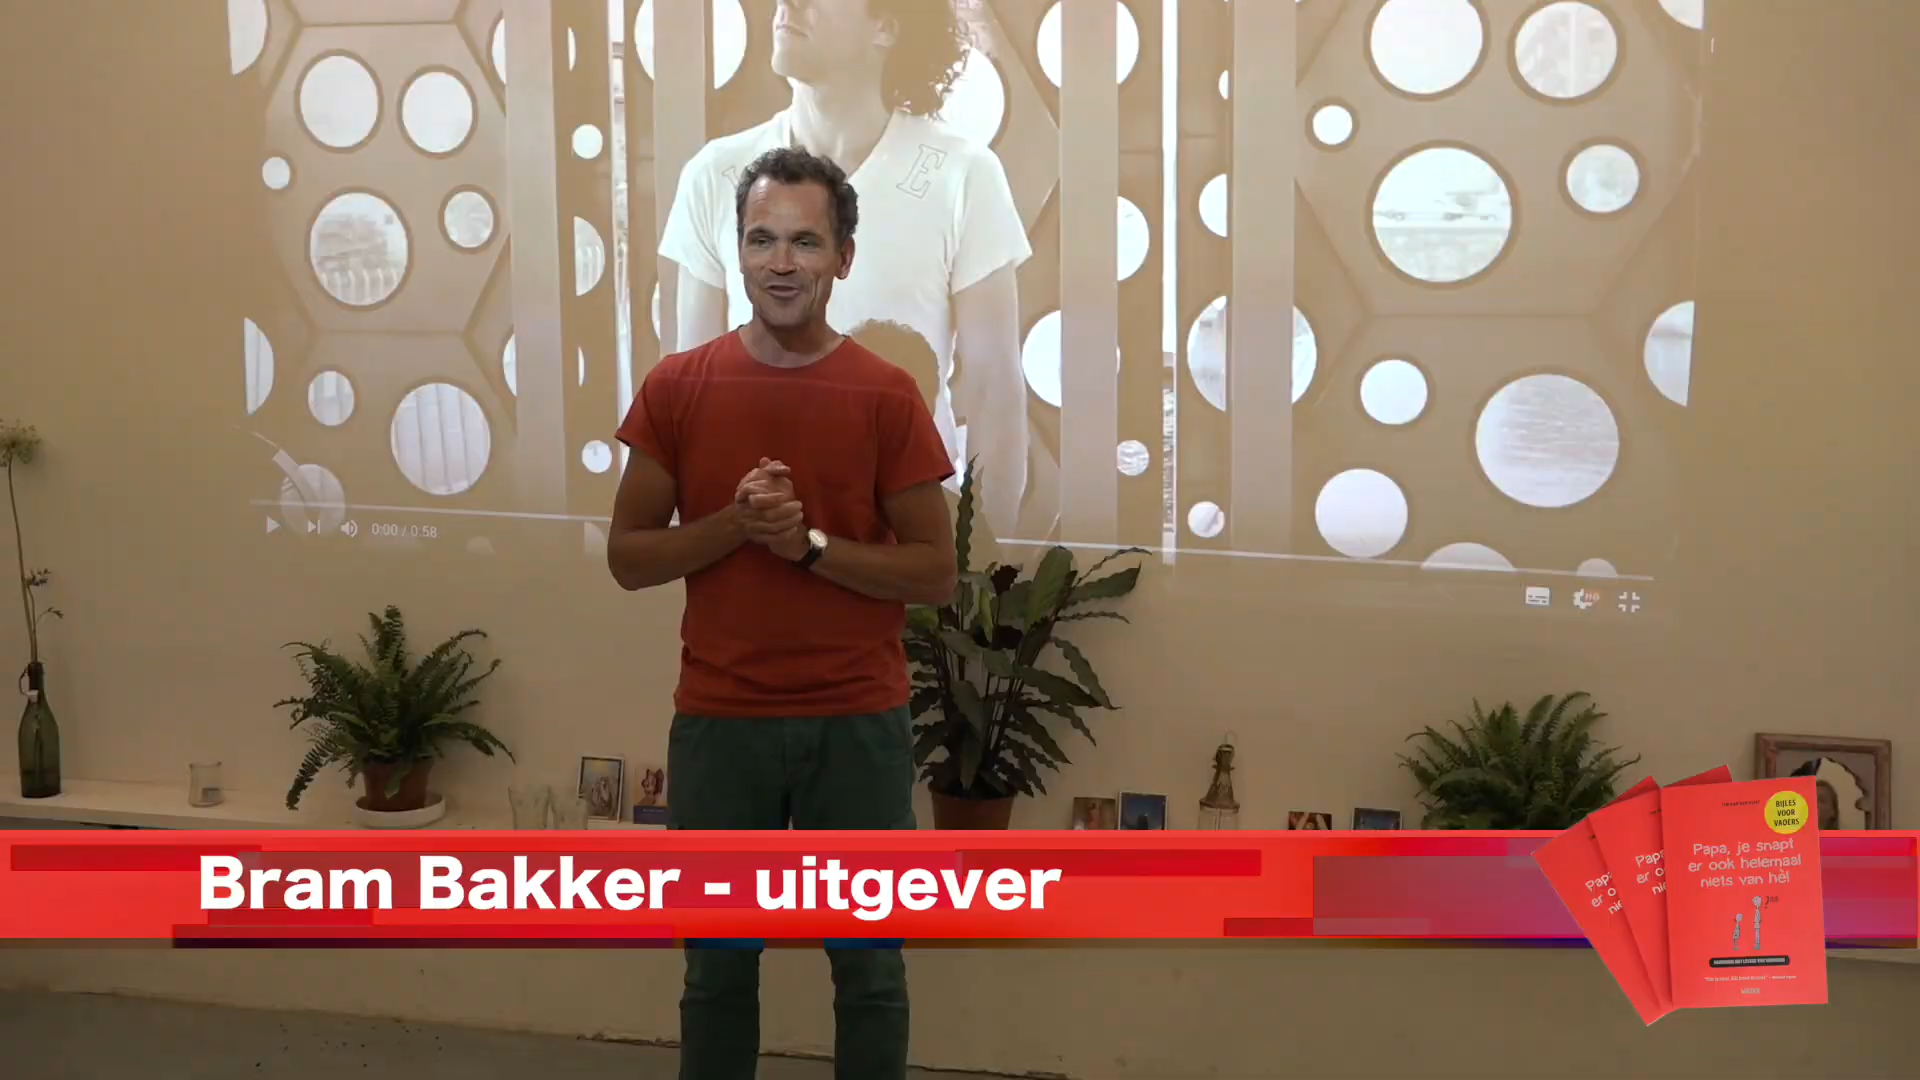 E
0:00 / 0:58
HD
Bram Bakker - uitgever
BIJLES
VOOR
VADERS
Papa, je snapt
er ook helemaal
niets van hè!